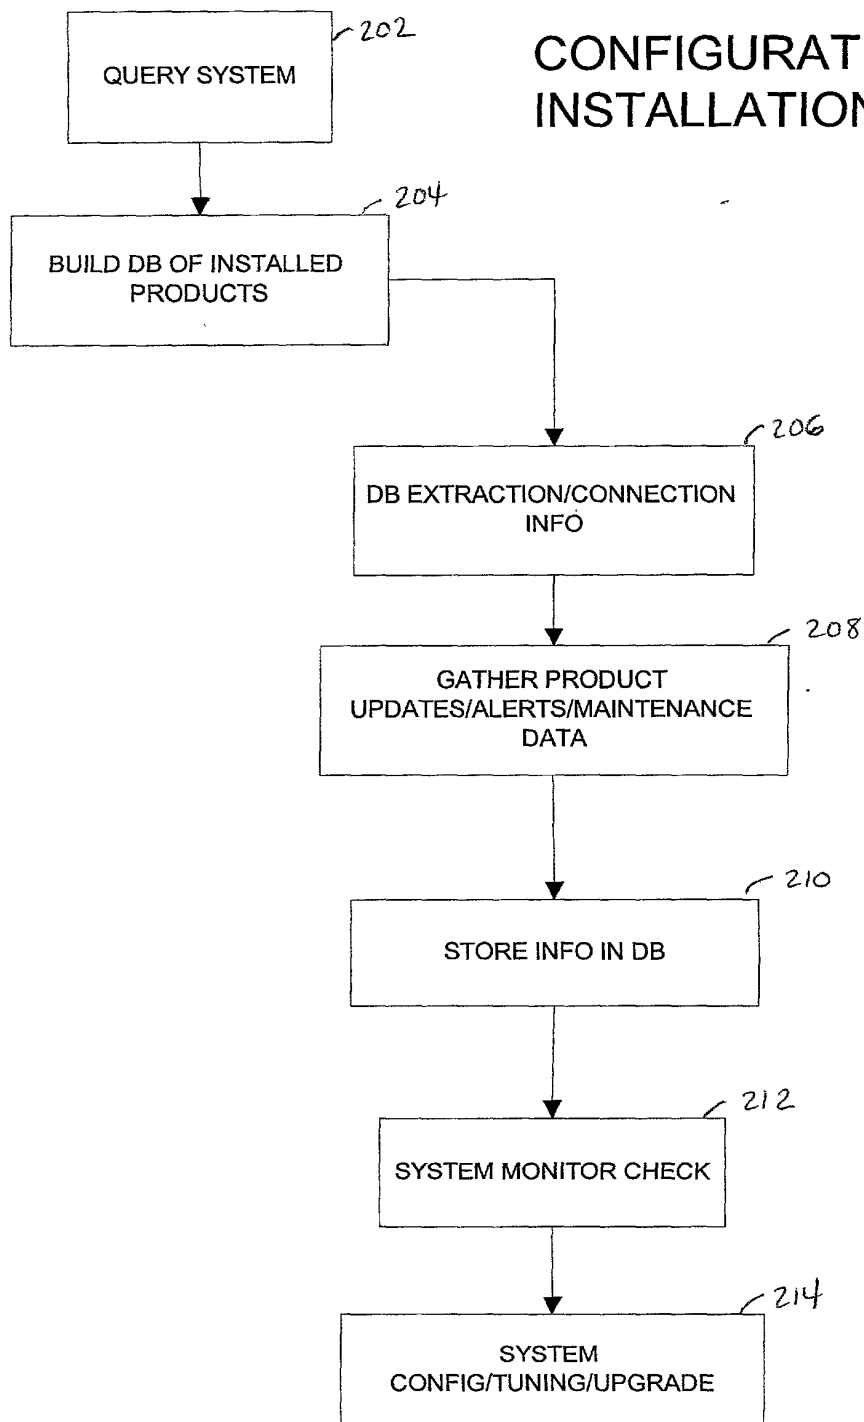 202
QUERY SYSTEM
CONFIGURAT
INSTALLATION
204
BUILD DB OF INSTALLED
PRODUCTS
206
DB EXTRACTION/CONNECTION
INFO
208
GATHER PRODUCT
UPDATES/ALERTS/MAINTENANCE
DATA
210
STORE INFO IN DB
212
SYSTEM MONITOR CHECK
214
SYSTEM
CONFIG/TUNING/UPGRADE